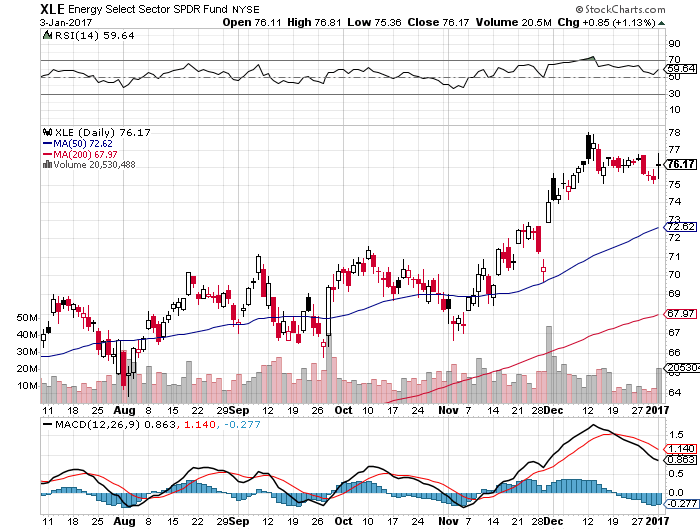 XLE Energy Select Sector SPDR Fund NYSE © StockCharts.com
3-Jan-2017 Open 76.11 High 76.81 Low 75.36 Close 76.17 Volume 20.5M Chg +0.85 (+1.13%)
RSI(14) 59.64
90
70
59.64
50
30
10
XLE (Daily) 76.17
MA(50) 72.62
MA(200) 67.97
Volume 20,530,488
78
77
76.17
75
74
73
72.62
72
71
70
69
68
67.97
67
66
65
64
50M
40M
30M
20M
10M
205304
11 18 25 Aug 8 15 22 29 Sep 12 19 26 Oct 10 17 24 Nov 7 14 21 28 Dec 12 19 27 2017
MACD(12,26,9) 0.863, 1.140, -0.277
1.5
1.140
0.863
0.5
0.0
-0.277
11 18 25 Aug 8 15 22 29 Sep 12 19 26 Oct 10 17 24 Nov 7 14 21 28 Dec 12 19 27 2017